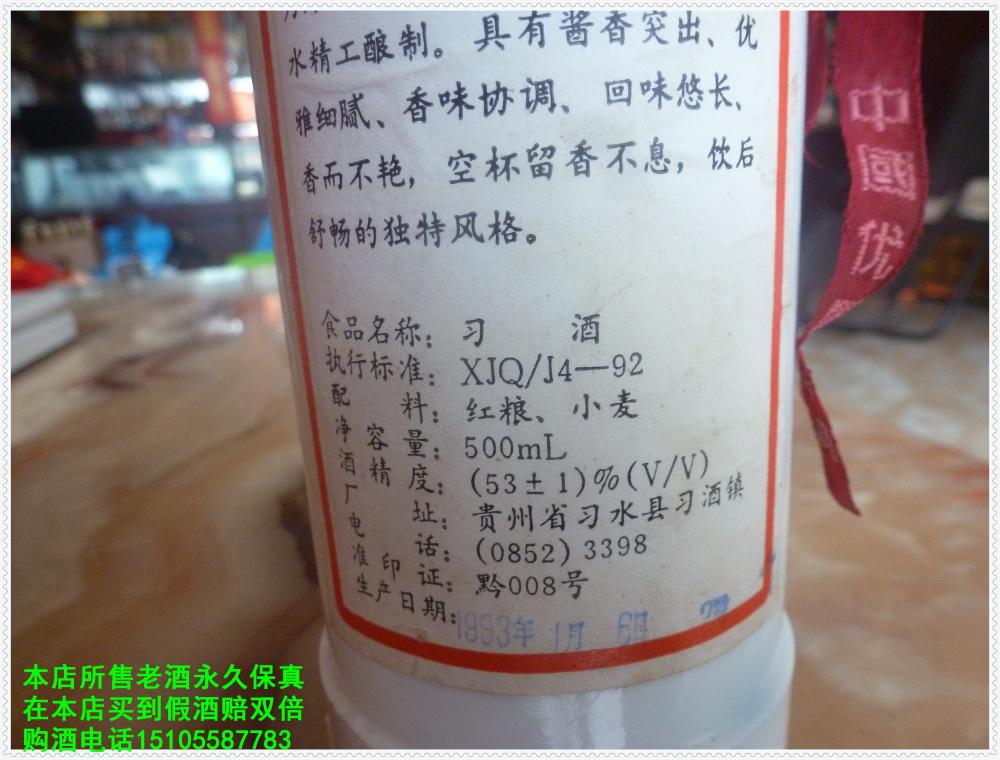 水精工酿制。具有酱香突出、优
雅细腻、香味协调、回味悠长、
香而不艳，空杯留香不息，饮后
舒畅的独特风格。
食品名称：习 酒
执行标准：XJQ/J4—92
配 料：红粮、小麦
净 容 量：500mL
酒 精 度：(53±1)%(V/V)
厂 址：贵州省习水县习酒镇
电 话：(0852) 3398
准 印 证：黔008号
生产日期：1993年 1月 6日
中國优
本店所售老酒永久保真
在本店买到假酒赔双倍
购酒电话15105587783